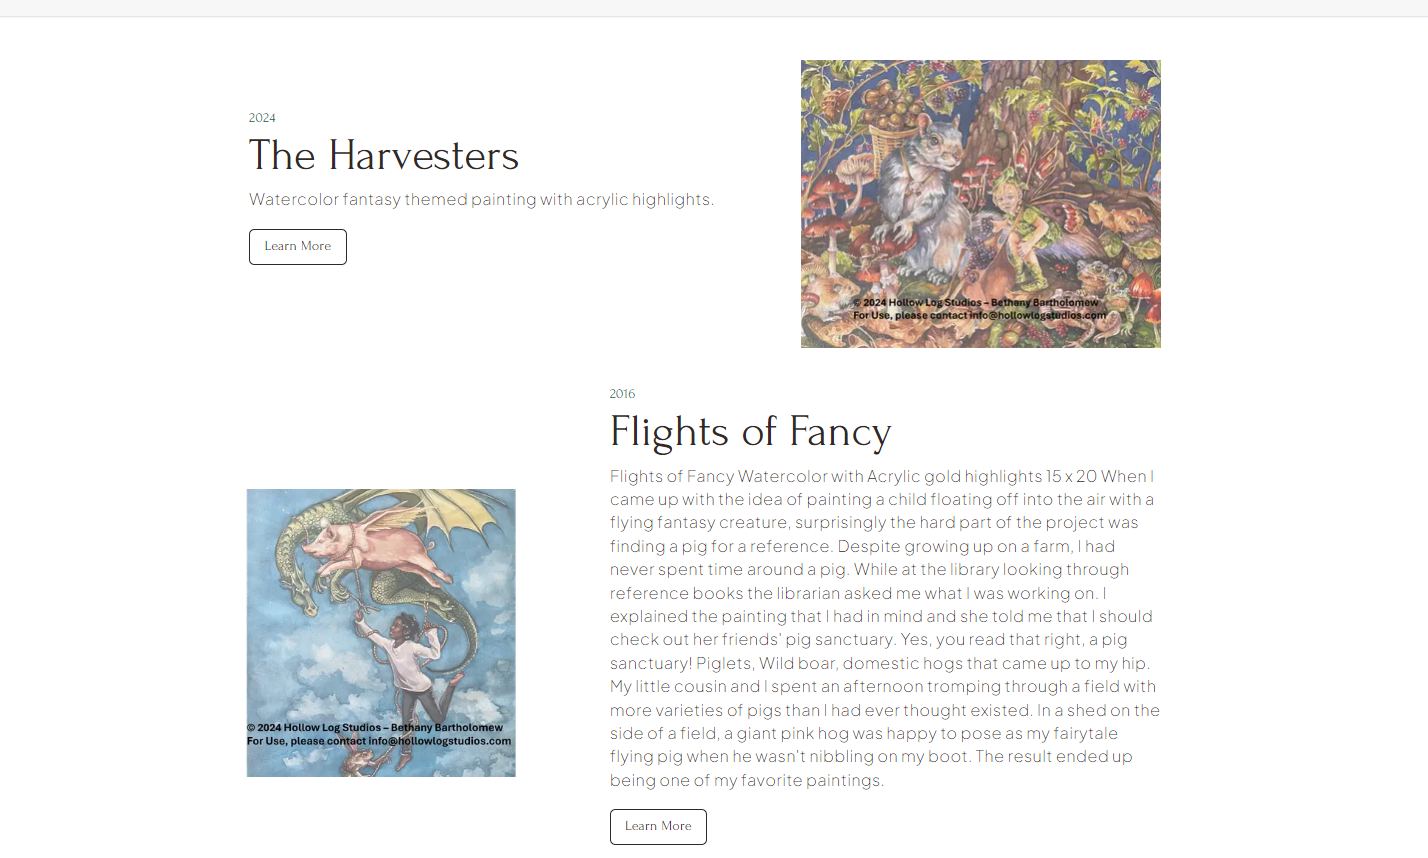 2024
The Harvesters
Watercolor fantasy themed painting with acrylic highlights.
Learn More
© 2024 Hollow Log Studios – Bethany Bartholomew
For Use, please contact info@hollowlogstudios.com
2016
Flights of Fancy
Flights of Fancy Watercolor with Acrylic gold highlights 15 x 20 When I
came up with the idea of painting a child floating off into the air with a
flying fantasy creature, surprisingly the hard part of the project was
finding a pig for a reference. Despite growing up on a farm, I had
never spent time around a pig. While at the library looking through
reference books the librarian asked me what I was working on. I
explained the painting that I had in mind and she told me that I should
check out her friends' pig sanctuary. Yes, you read that right, a pig
sanctuary! Piglets, Wild boar, domestic hogs that came up to my hip.
My little cousin and I spent an afternoon tromping through a field with
more varieties of pigs than I had ever thought existed. In a shed on the
side of a field, a giant pink hog was happy to pose as my fairytale
flying pig when he wasn't nibbling on my boot. The result ended up
being one of my favorite paintings.
Learn More
© 2024 Hollow Log Studios – Bethany Bartholomew
For Use, please contact info@hollowlogstudios.com